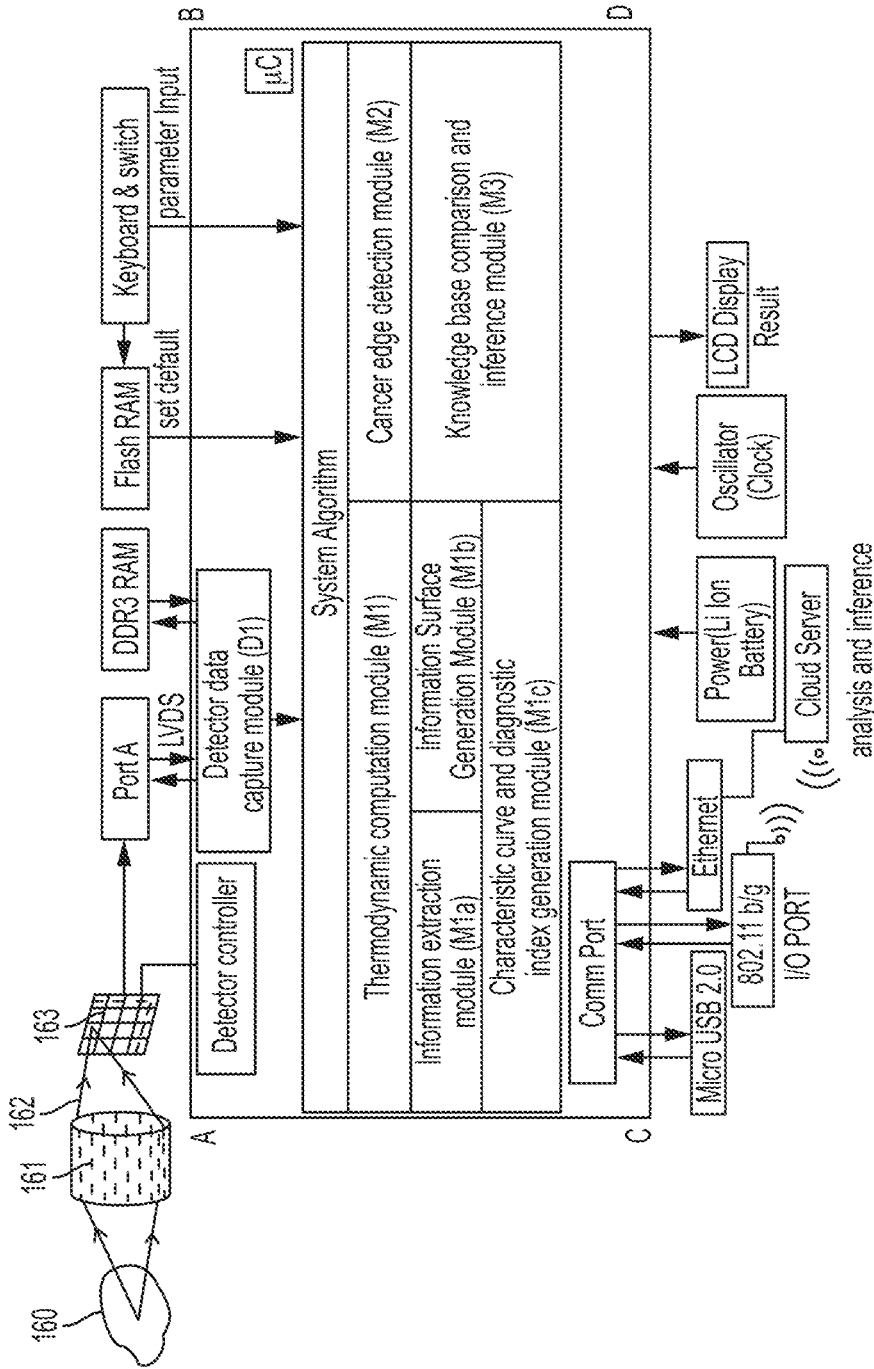 160
161
162
163
Port A
LVDS
DDR3 RAM
Flash RAM
set default
Keyboard & switch
parameter Input
A
B
Detector controller
Detector data
capture module (D1)
µC
System Algorithm
Thermodynamic computation module (M1)
Cancer edge detection module (M2)
Information extraction
module (M1a)
Information Surface
Generation Module (M1b)
Characteristic curve and diagnostic
index generation module (M1c)
Knowledge base comparison and
inference module (M3)
Comm Port
C
D
Micro USB 2.0
802.11 b/g
I/O PORT
Ethernet
Power(Li Ion
Battery)
Cloud Server
analysis and inference
Oscillator
(Clock)
LCD Display
Result